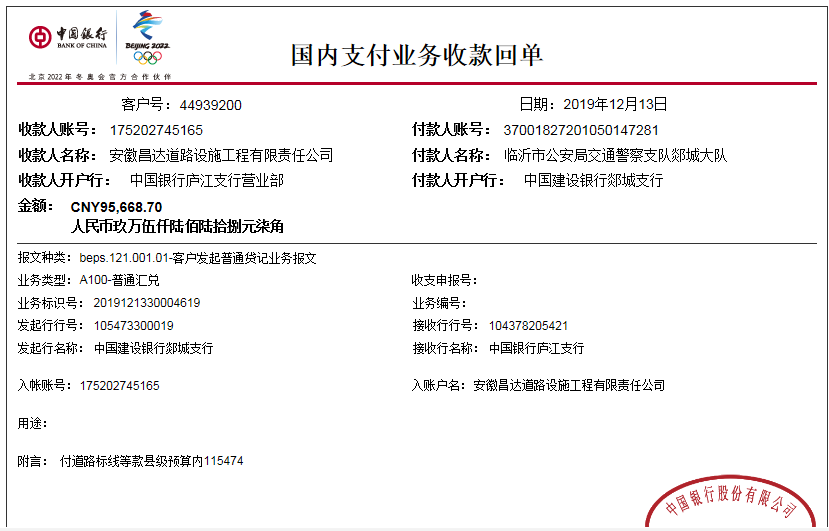 中国银行
BANK OF CHINA
BEIJING 2022
北京2022年冬奥会官方合作伙伴
国内支付业务收款回单
客户号：44939200 日期：2019年12月13日
收款人账号：175202745165 付款人账号：37001827201050147281
收款人名称：安徽昌达道路设施工程有限责任公司 付款人名称：临沂市公安局交通警察支队郯城大队
收款人开户行：中国银行庐江支行营业部 付款人开户行：中国建设银行郯城支行
金额：CNY95,668.70
人民币玖万伍仟陆佰陆拾捌元柒角
报文种类：beps.121.001.01-客户发起普通贷记业务报文
业务类型：A100-普通汇兑 收支申报号：
业务标识号：2019121330004619 业务编号：
发起行行号：105473300019 接收行行号：104378205421
发起行名称：中国建设银行郯城支行 接收行名称：中国银行庐江支行
入帐账号：175202745165 入账户名：安徽昌达道路设施工程有限责任公司
用途：
附言：付道路标线等款县级预算内115474
中国银行股份有限公司